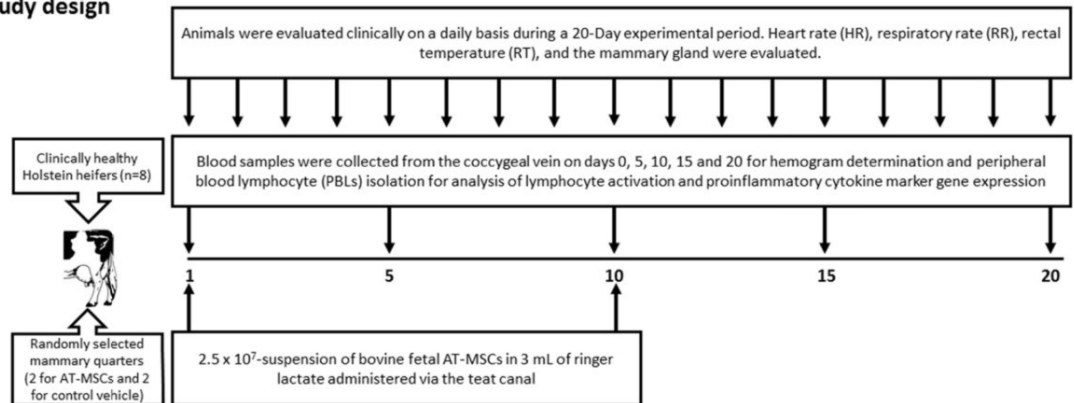 udy design
Animals were evaluated clinically on a daily basis during a 20-Day experimental period. Heart rate (HR), respiratory rate (RR), rectal
temperature (RT), and the mammary gland were evaluated.
Clinically healthy
Holstein heifers (n=8)
Blood samples were collected from the coccygeal vein on days 0, 5, 10, 15 and 20 for hemogram determination and peripheral
blood lymphocyte (PBLs) isolation for analysis of lymphocyte activation and proinflammatory cytokine marker gene expression
1 5 10 15 20
Randomly selected
mammary quarters
(2 for AT-MSCs and 2
for control vehicle)
2.5 x 10⁷-suspension of bovine fetal AT-MSCs in 3 mL of ringer
lactate administered via the teat canal